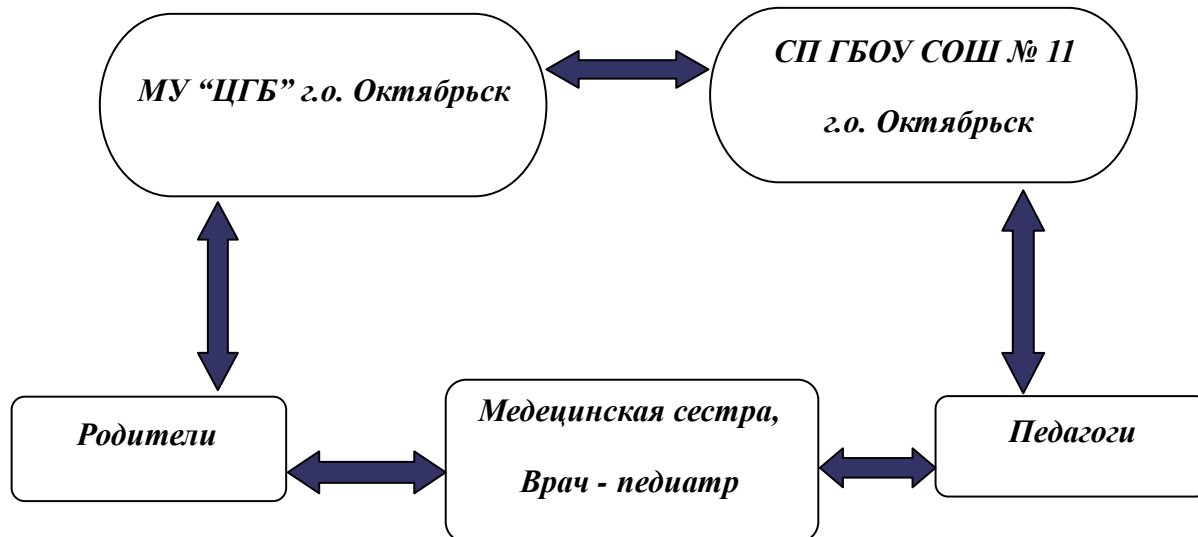 МУ “ЦГБ” г.о. Октябрьск
СП ГБОУ СОШ № 11
г.о. Октябрьск
Родители
Медецинская сестра,
Врач - педиатр
Педагоги